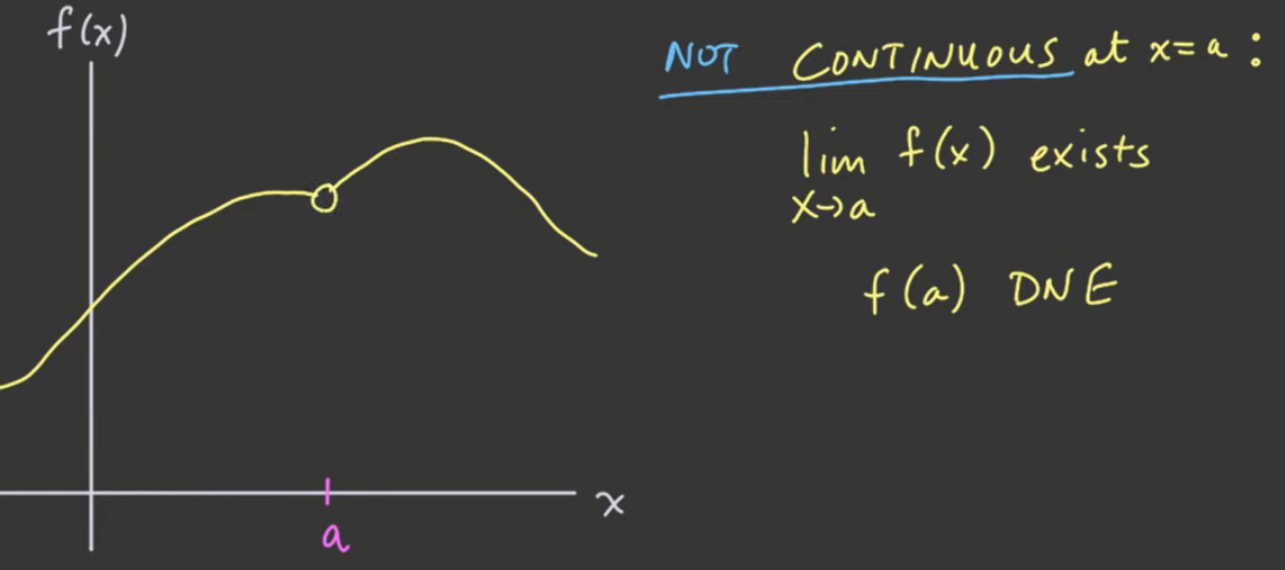 f(x)
NOT CONTINUOUS at x=a :
lim f(x) exists
x→a
f(a) DNE
x
a